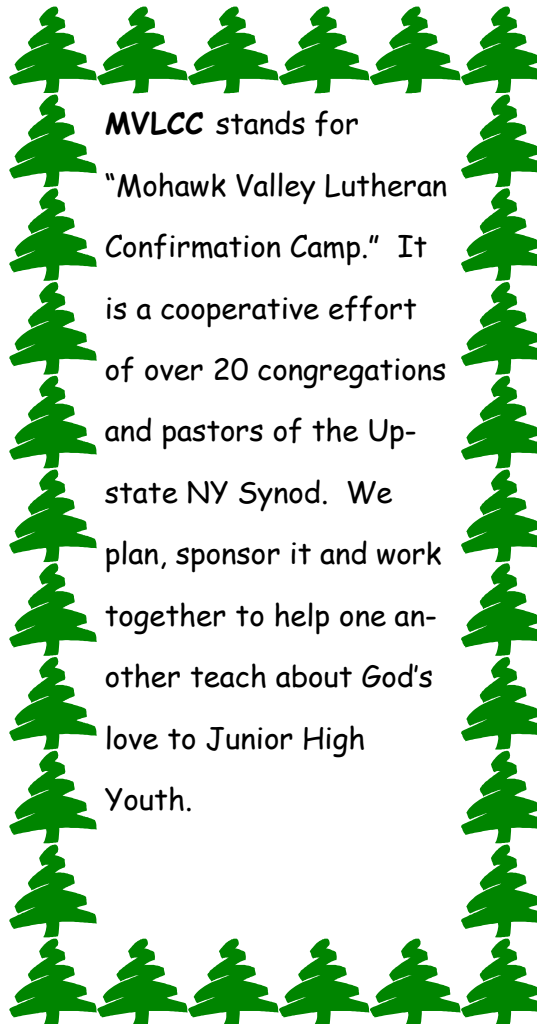 MVLCC stands for
“Mohawk Valley Lutheran
Confirmation Camp.”  It
is a cooperative effort
of over 20 congregations
and pastors of the Up-
state NY Synod.  We
plan, sponsor it and work
together to help one an-
other teach about God’s
love to Junior High
Youth.